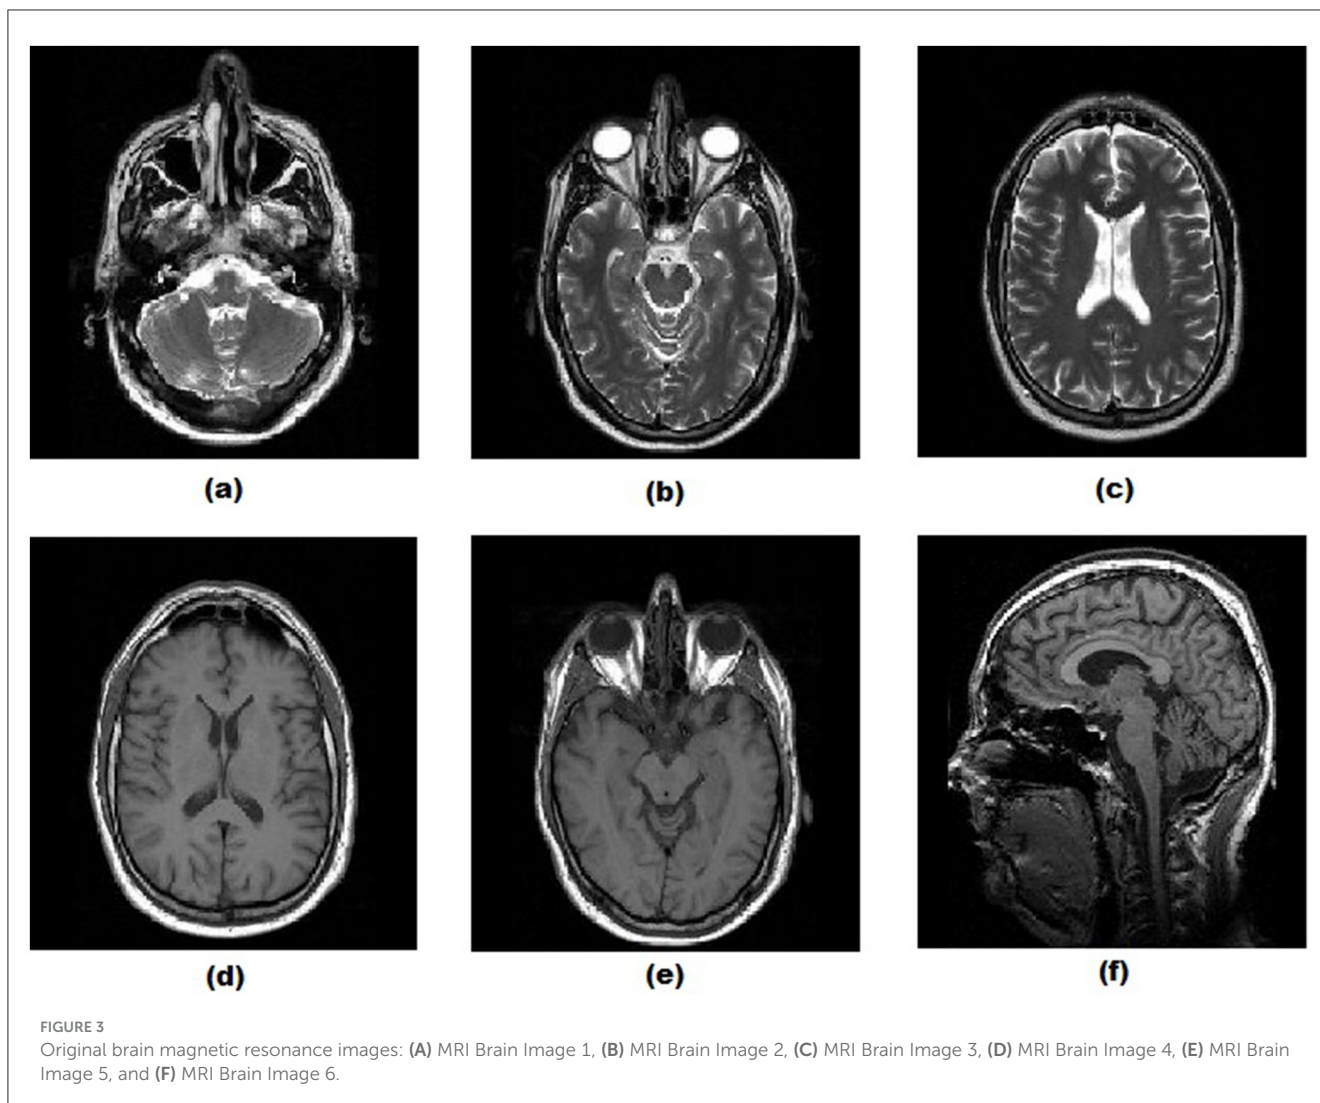 (a)
(b)
(c)
(d)
(e)
(f)
FIGURE 3
Original brain magnetic resonance images: (A) MRI Brain Image 1, (B) MRI Brain Image 2, (C) MRI Brain Image 3, (D) MRI Brain Image 4, (E) MRI Brain
Image 5, and (F) MRI Brain Image 6.